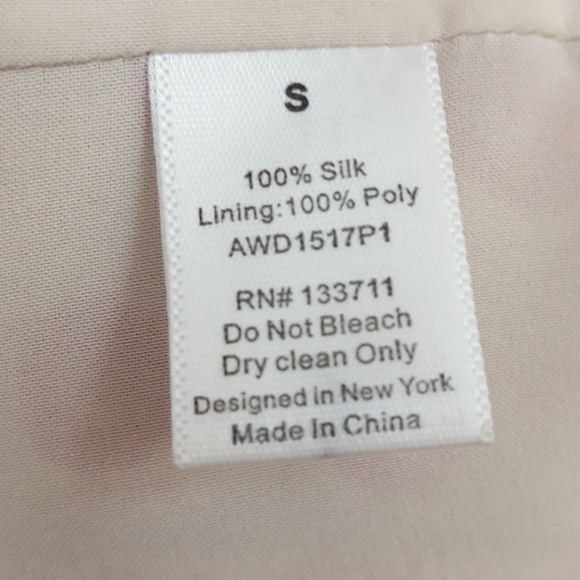 S
100% Silk
Lining:100% Poly
AWD1517P1
RN# 133711
Do Not Bleach
Dry clean Only
Designed in New York
Made In China